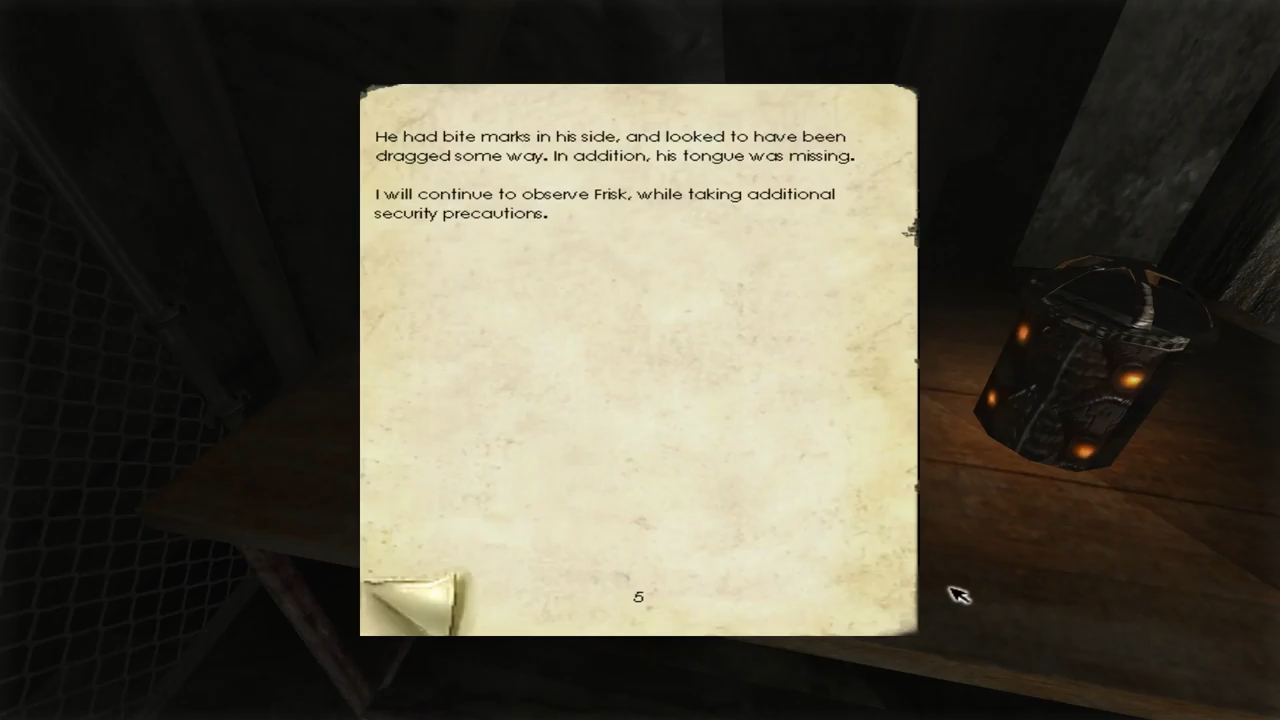 He had bite marks in his side, and looked to have been
dragged some way. In addition, his tongue was missing.
I will continue to observe Frisk, while taking additional
security precautions.
5